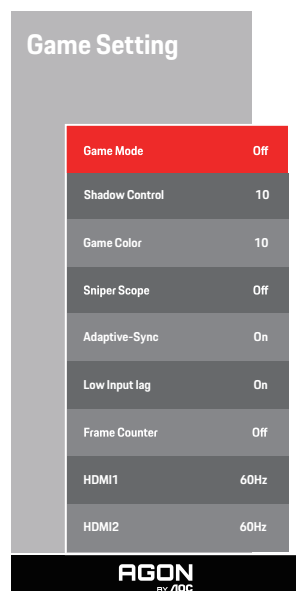 Game Setting
Game Mode Off
Shadow Control 10
Game Color 10
Sniper Scope Off
Adaptive-Sync On
Low Input lag On
Frame Counter Off
HDMI1 60Hz
HDMI2 60Hz
AGON
BY AOC